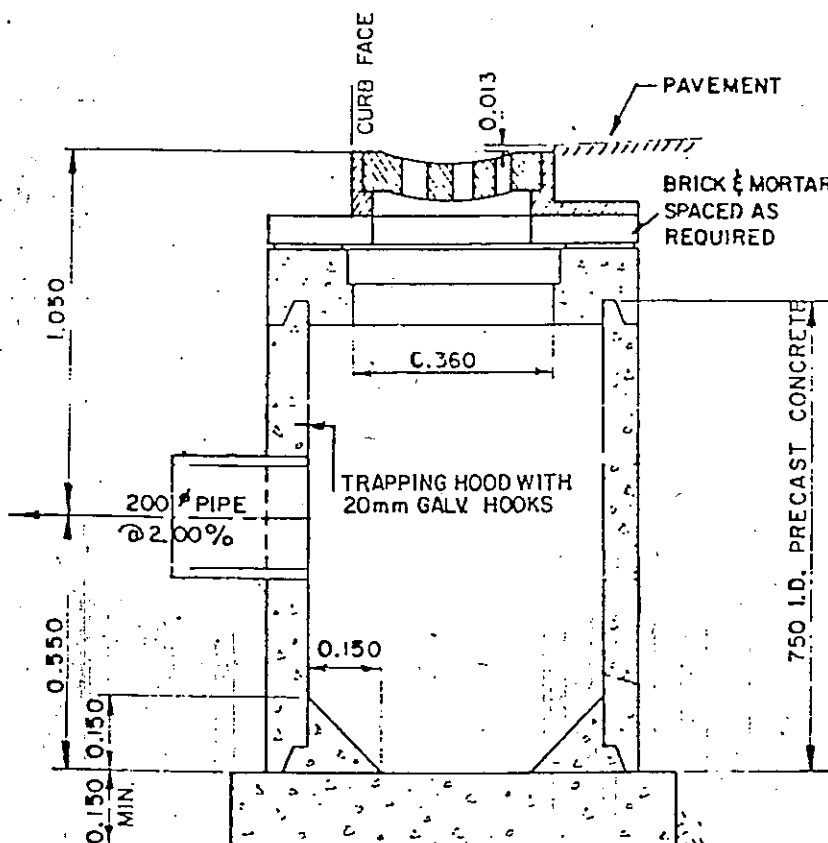 CURB FACE
0.013
PAVEMENT
BRICK & MORTAR
SPACED AS
REQUIRED
1.050
0.360
TRAPPING HOOD WITH
20mm GALV. HOOKS
200 ø PIPE
@ 2.00%
750 I.D. PRECAST CONCRETE
0.550
0.150
0.150
0.150
MIN.